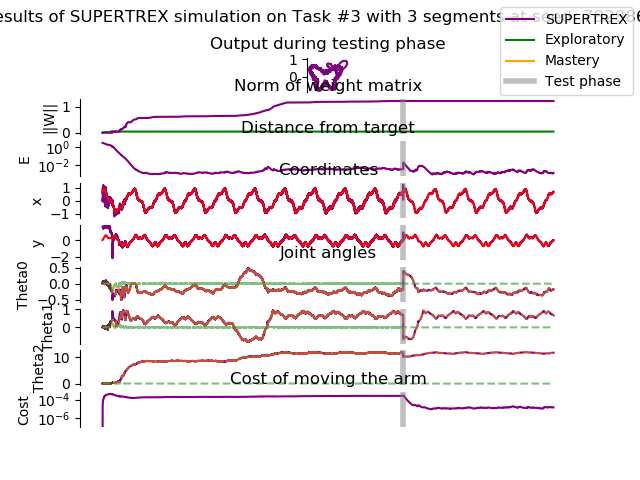 esults of SUPERTREX simulation on Task #3 with 3 segments at seed
SUPERTREX
Exploratory
Mastery
Test phase
Output during testing phase
1
0
Norm of weight matrix
||W||
1
0
Distance from target
E
10⁰
10⁻²
Coordinates
x
1
0
−1
y
0
−2
Joint angles
Theta0
0.5
0.0
−0.5
Theta1
0
Theta2
10
0
Cost of moving the arm
Cost
10⁻⁴
10⁻⁶